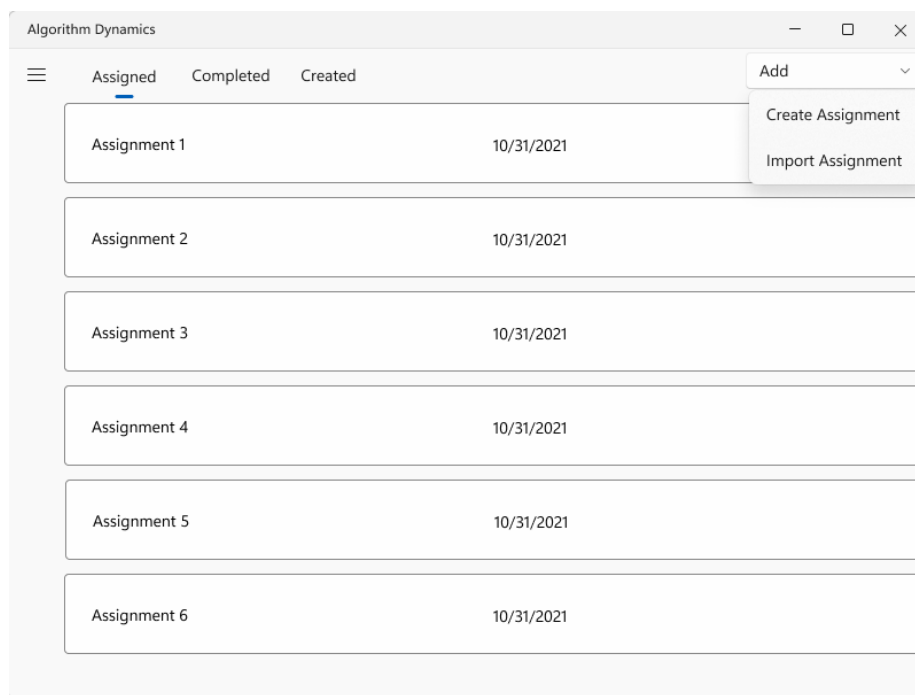 Algorithm Dynamics
Assigned Completed Created
Add
Create Assignment
Import Assignment
Assignment 1 10/31/2021
Assignment 2 10/31/2021
Assignment 3 10/31/2021
Assignment 4 10/31/2021
Assignment 5 10/31/2021
Assignment 6 10/31/2021